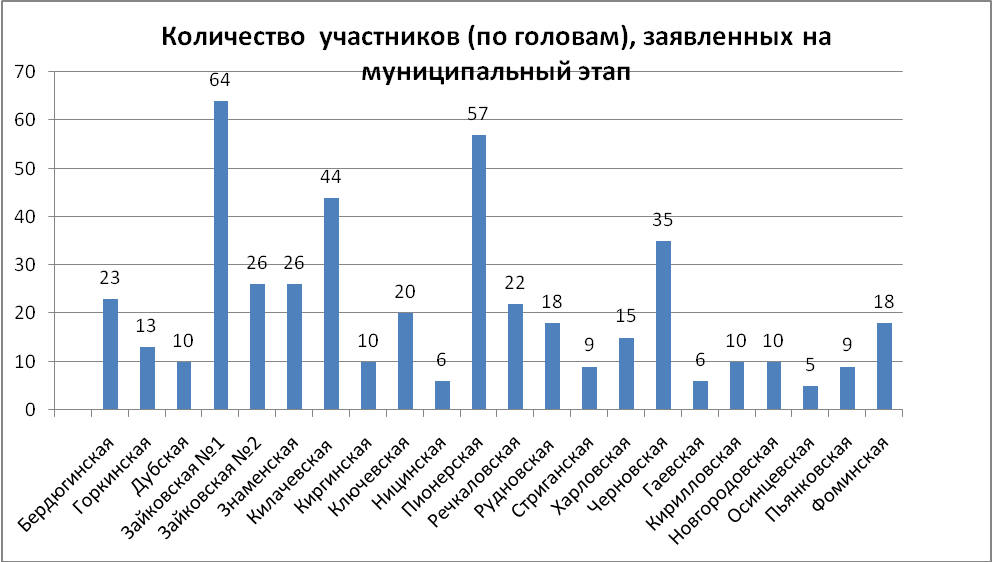 Количество участников (по головам), заявленных на
муниципальный этап
70
60
50
40
30
20
10
0
23
13
10
64
26
26
44
10
20
6
57
22
18
9
15
35
6
10
10
5
9
18
Бердюгинская
Горкинская
Дубская
Зайковская №1
Зайковская №2
Знаменская
Килачевская
Киргинская
Ключевская
Ницинская
Пионерская
Речкаловская
Рудновская
Стриганская
Харловская
Черновская
Гаевская
Кирилловская
Новгородовская
Осинцевская
Пьянковская
Фоминская